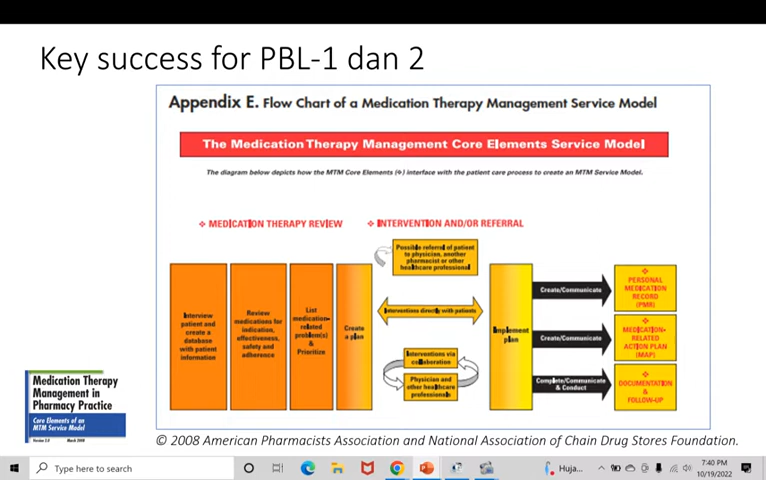 Key success for PBL-1 dan 2
Appendix E. Flow Chart of a Medication Therapy Management Service Model
The Medication Therapy Management Core Elements Service Model
The diagram below depicts how the MTM Core Elements (❖) interface with the patient care process to create an MTM Service Model.
❖ MEDICATION THERAPY REVIEW
❖ INTERVENTION AND/OR REFERRAL
Interview
patient and
create a
database
with patient
information
Review
medications for
indication,
effectiveness,
safety and
adherence
List
medication-
related
problem(s)
&
Prioritize
Create
a plan
Possible referral of patient
to physician, another
pharmacist or other
healthcare professional
Interventions directly with patients
Interventions via
collaboration
Physician and
other healthcare
professionals
Implement
plan
Create/Communicate
Create/Communicate
Complete/Communicate
& Conduct
❖
PERSONAL
MEDICATION
RECORD
(PMR)
❖
MEDICATION-
RELATED
ACTION PLAN
(MAP)
❖
DOCUMENTATION
&
FOLLOW-UP
Medication Therapy
Management in
Pharmacy Practice
Core Elements of an
MTM Service Model
Version 2.0 March 2008
© 2008 American Pharmacists Association and National Association of Chain Drug Stores Foundation.
Type here to search
Huja...
7:40 PM
10/19/2022